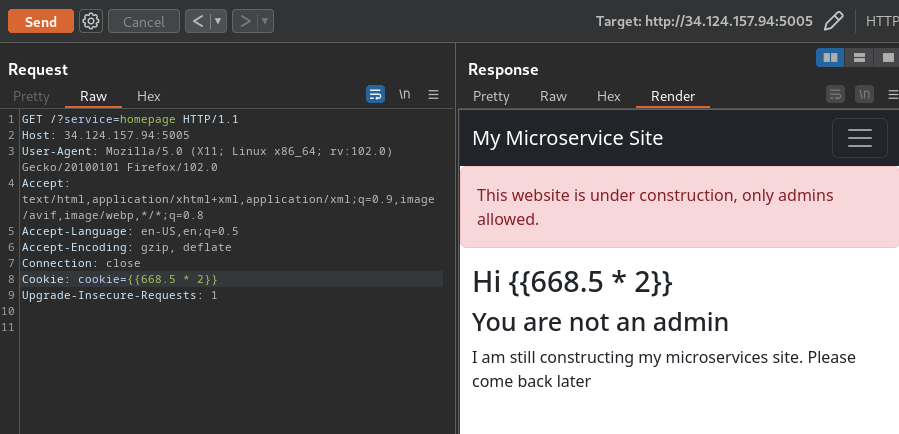 Send
Cancel
< ▾
> ▾
Target: http://34.124.157.94:5005
HTTP
Request
Pretty
Raw
Hex
\n
1 GET /?service=homepage HTTP/1.1
2 Host: 34.124.157.94:5005
3 User-Agent: Mozilla/5.0 (X11; Linux x86_64; rv:102.0)
Gecko/20100101 Firefox/102.0
4 Accept:
text/html,application/xhtml+xml,application/xml;q=0.9,image
/avif,image/webp,*/*;q=0.8
5 Accept-Language: en-US,en;q=0.5
6 Accept-Encoding: gzip, deflate
7 Connection: close
8 Cookie: cookie={{668.5 * 2}}
9 Upgrade-Insecure-Requests: 1
10
11
Response
Pretty
Raw
Hex
Render
\n
My Microservice Site
This website is under construction, only admins
allowed.
Hi {{668.5 * 2}}
You are not an admin
I am still constructing my microservices site. Please
come back later